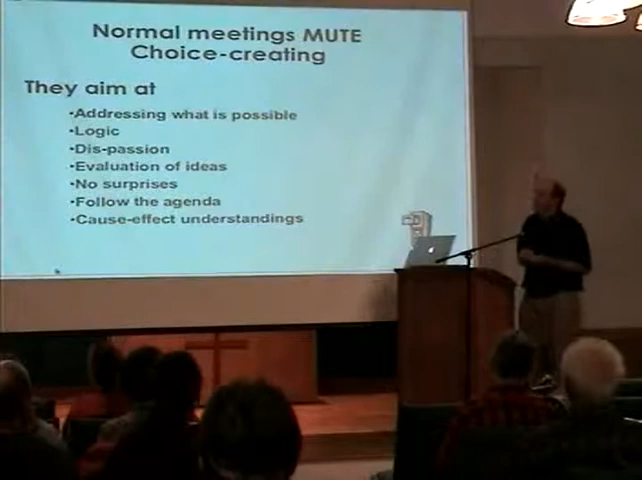 Normal meetings MUTE
Choice-creating
They aim at
•Addressing what is possible
•Logic
•Dis-passion
•Evaluation of ideas
•No surprises
•Follow the agenda
•Cause-effect understandings